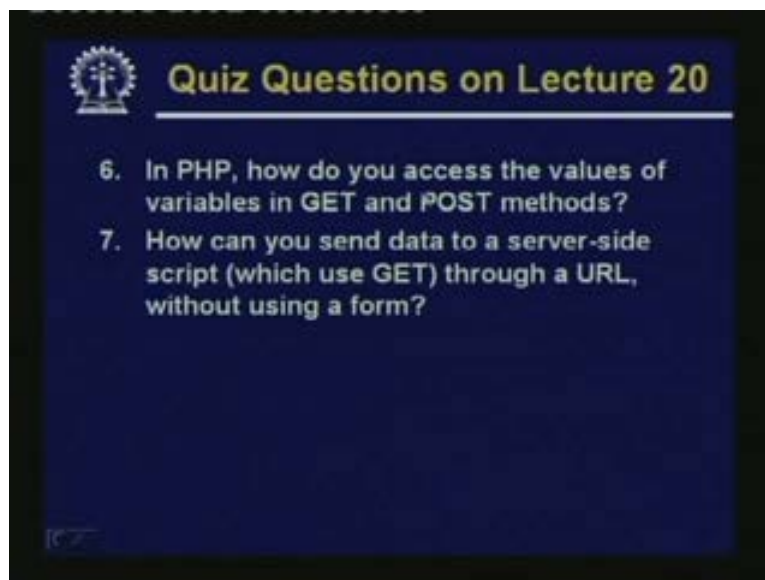 Quiz Questions on Lecture 20
6. In PHP, how do you access the values of
variables in GET and POST methods?
7. How can you send data to a server-side
script (which use GET) through a URL,
without using a form?